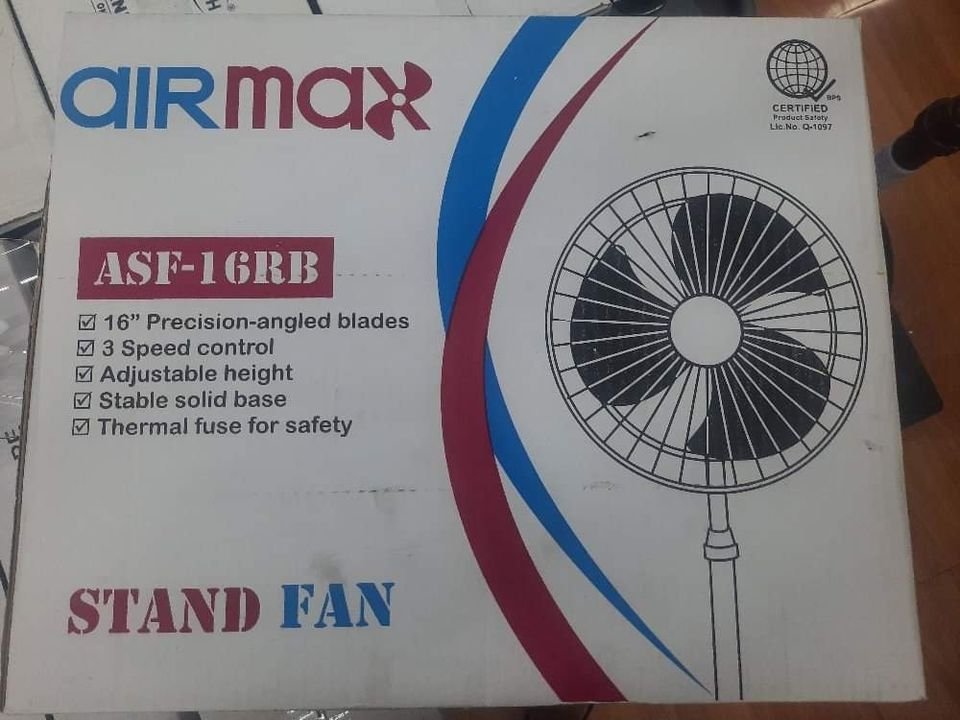 aIRmax
BPS
CERTIFIED
Product Safety
Lic.No. Q-1097
ASF-16RB
16" Precision-angled blades
3 Speed control
Adjustable height
Stable solid base
Thermal fuse for safety
STAND FAN